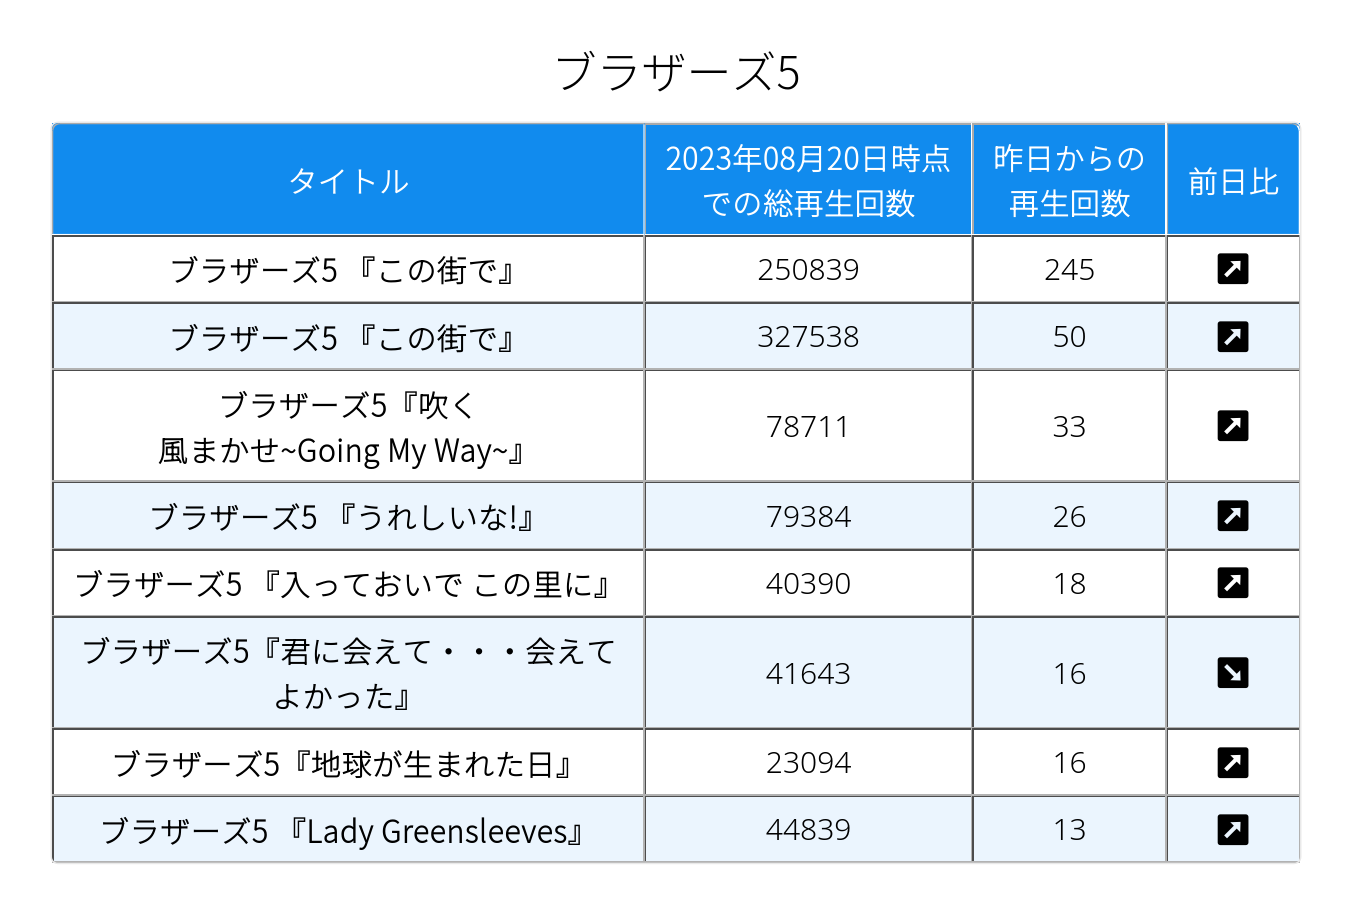 ブラザーズ5
タイトル
2023年08月20日時点
での総再生回数
昨日からの
再生回数
前日比
ブラザーズ5 『この街で』
250839
245
ブラザーズ5 『この街で』
327538
50
ブラザーズ5『吹く
風まかせ~Going My Way~』
78711
33
ブラザーズ5 『うれしいな!』
79384
26
ブラザーズ5 『入っておいで この里に』
40390
18
ブラザーズ5『君に会えて・・・会えて
よかった』
41643
16
ブラザーズ5『地球が生まれた日』
23094
16
ブラザーズ5 『Lady Greensleeves』
44839
13